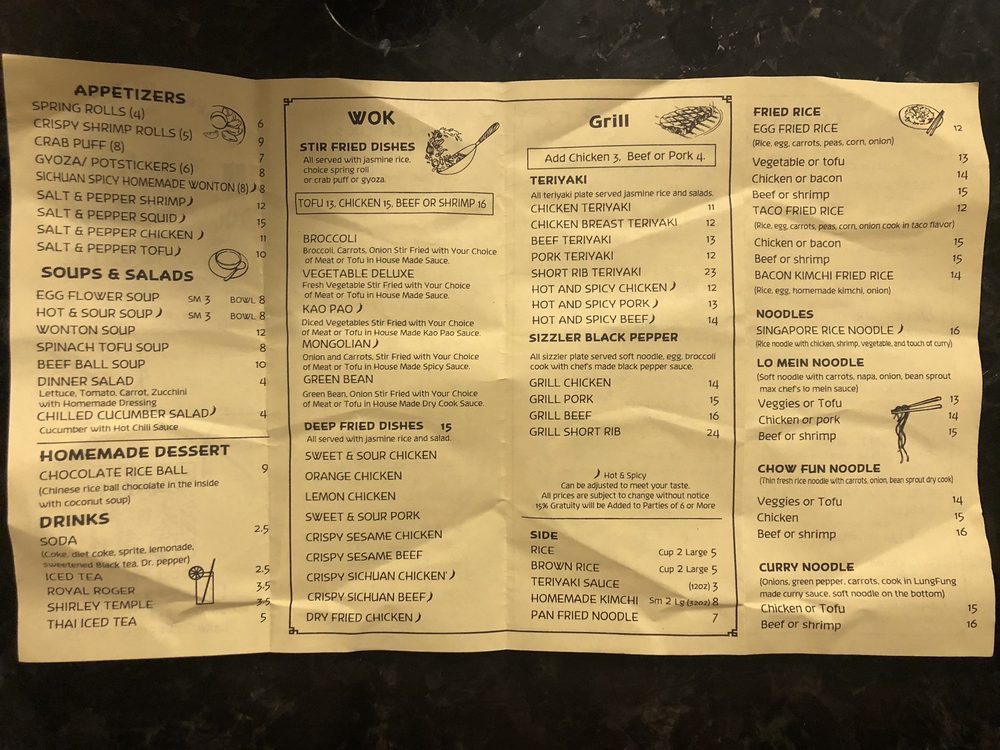 APPETIZERS
SPRING ROLLS (4) 6
CRISPY SHRIMP ROLLS (5) 9
CRAB PUFF (8) 7
GYOZA/ POTSTICKERS (6) 8
SICHUAN SPICY HOMEMADE WONTON (8) 8
SALT & PEPPER SHRIMP 12
SALT & PEPPER SQUID 15
SALT & PEPPER CHICKEN 11
SALT & PEPPER TOFU 10
SOUPS & SALADS
EGG FLOWER SOUP SM 3 BOWL 8
HOT & SOUR SOUP SM 3 BOWL 8
WONTON SOUP 12
SPINACH TOFU SOUP 8
BEEF BALL SOUP 10
DINNER SALAD 4
Lettuce, Tomato, Carrot, Zucchini
with Homemade Dressing
CHILLED CUCUMBER SALAD 4
Cucumber with Hot Chili Sauce
HOMEMADE DESSERT
CHOCOLATE RICE BALL 9
(Chinese rice ball chocolate in the inside
with coconut soup)
DRINKS
SODA 2.5
(Coke, diet coke, sprite, lemonade,
sweetened Black tea, Dr. pepper)
ICED TEA 2.5
ROYAL ROGER 3.5
SHIRLEY TEMPLE 3.5
THAI ICED TEA 5
WOK
STIR FRIED DISHES
All served with jasmine rice,
choice spring roll
or crab puff or gyoza.
TOFU 13, CHICKEN 15, BEEF OR SHRIMP 16
BROCCOLI
Broccoli, Carrots, Onion Stir Fried with Your Choice
of Meat or Tofu in House Made Sauce.
VEGETABLE DELUXE
Fresh Vegetable Stir Fried with Your Choice
of Meat or Tofu in House Made Sauce.
KAO PAO
Diced Vegetables Stir Fried with Your Choice
of Meat or Tofu in House Made Kao Pao Sauce.
MONGOLIAN
Onion and Carrots, Stir Fried with Your Choice
of Meat or Tofu in House Made Spicy Sauce.
GREEN BEAN
Green Bean, Onion Stir Fried with Your Choice
of Meat or Tofu in House Made Dry Cook Sauce.
DEEP FRIED DISHES 15
All served with jasmine rice and salad.
SWEET & SOUR CHICKEN
ORANGE CHICKEN
LEMON CHICKEN
SWEET & SOUR PORK
CRISPY SESAME CHICKEN
CRISPY SESAME BEEF
CRISPY SICHUAN CHICKEN'
CRISPY SICHUAN BEEF
DRY FRIED CHICKEN
Grill
Add Chicken 3, Beef or Pork 4.
TERIYAKI
All teriyaki plate served jasmine rice and salads.
CHICKEN TERIYAKI 11
CHICKEN BREAST TERIYAKI 12
BEEF TERIYAKI 13
PORK TERIYAKI 12
SHORT RIB TERIYAKI 23
HOT AND SPICY CHICKEN 12
HOT AND SPICY PORK 13
HOT AND SPICY BEEF 14
SIZZLER BLACK PEPPER
All sizzler plate served soft noodle, egg, broccoli
cook with chef's made black pepper sauce.
GRILL CHICKEN 14
GRILL PORK 15
GRILL BEEF 16
GRILL SHORT RIB 24
Hot & Spicy
Can be adjusted to meet your taste.
All prices are subject to change without notice
15% Gratuity will be Added to Parties of 6 or More
SIDE
RICE Cup 2 Large 5
BROWN RICE Cup 2 Large 5
TERIYAKI SAUCE (12oz) 3
HOMEMADE KIMCHI Sm 2 Lg (32oz) 8
PAN FRIED NOODLE 7
FRIED RICE
EGG FRIED RICE 12
(Rice, egg, carrots, peas, corn, onion)
Vegetable or tofu 13
Chicken or bacon 14
Beef or shrimp 15
TACO FRIED RICE 12
(Rice, egg, carrots, peas, corn, onion cook in taco flavor)
Chicken or bacon 15
Beef or shrimp 15
BACON KIMCHI FRIED RICE 14
(Rice, egg, homemade kimchi, onion)
NOODLES
SINGAPORE RICE NOODLE 16
(Rice noodle with chicken, shrimp, vegetable, and touch of curry)
LO MEIN NOODLE
(Soft noodle with carrots, napa, onion, bean sprout
max chef's lo mein sauce)
Veggies or Tofu 13
Chicken or pork 14
Beef or shrimp 15
CHOW FUN NOODLE
(Thin fresh rice noodle with carrots, onion, bean sprout dry cook)
Veggies or Tofu 14
Chicken 15
Beef or shrimp 16
CURRY NOODLE
(Onions, green pepper, carrots, cook in LungFung
made curry sauce, soft noodle on the bottom)
Chicken or Tofu 15
Beef or shrimp 16